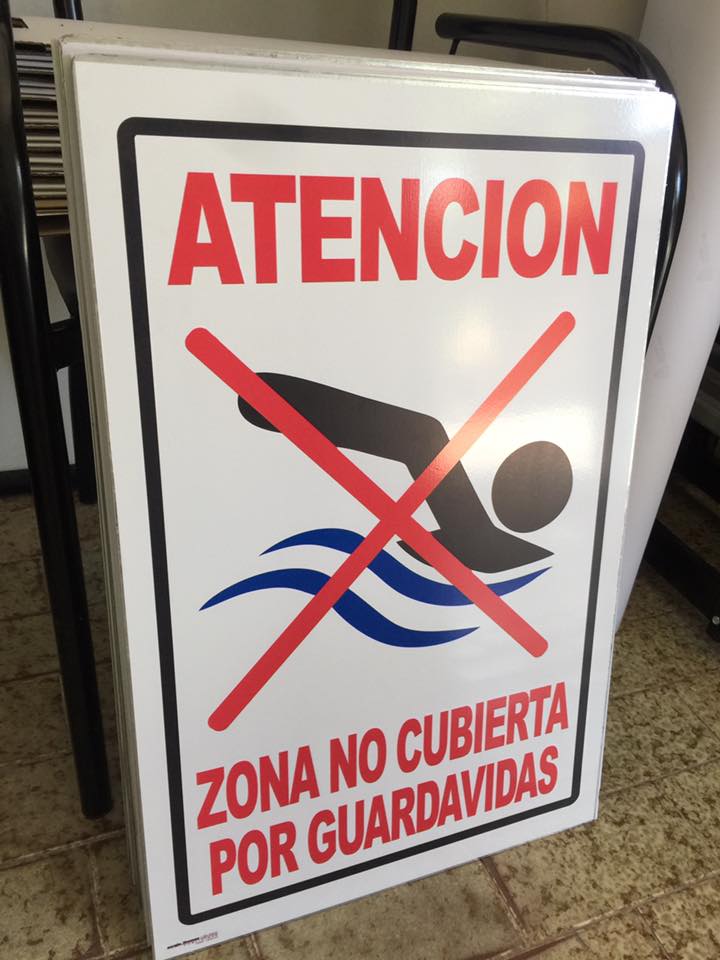 ATENCION
ZONA NO CUBIERTA
POR GUARDAVIDAS